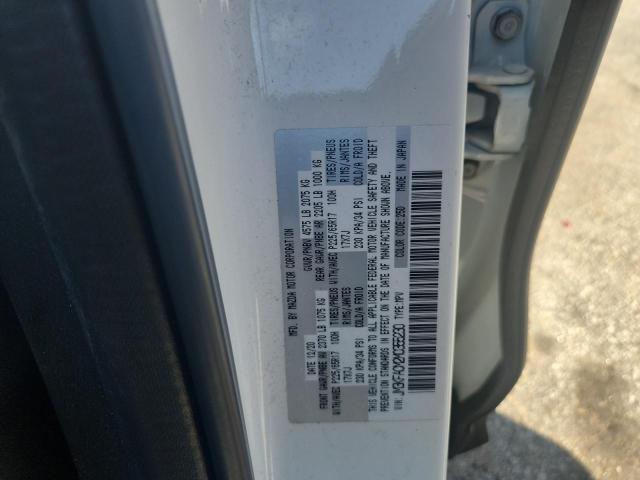 MFD. BY MAZDA MOTOR CORPORATION
DATE 12/20 GVWR/PNBV 4575 LB 2075 KG
FRONT GAWR/PNBE AV 2370 LB 1075 KG REAR GAWR/PNBE AR 2205 LB 1000 KG
WITH/AVEC P225/65R17 100H TIRES/PNEUS WITH/AVEC P225/65R17 100H TIRES/PNEUS
17X7J RIMS/JANTES 17X7J RIMS/JANTES
230 KPA/34 PSI COLD/A FROID 230 KPA/34 PSI COLD/A FROID
THIS VEHICLE CONFORMS TO ALL APPLICABLE FEDERAL MOTOR VEHICLE SAFETY AND THEFT
PREVENTION STANDARDS IN EFFECT ON THE DATE OF MANUFACTURE SHOWN ABOVE.
COLOR CODE: 25D MADE IN JAPAN
VIN: TYPE: MPV